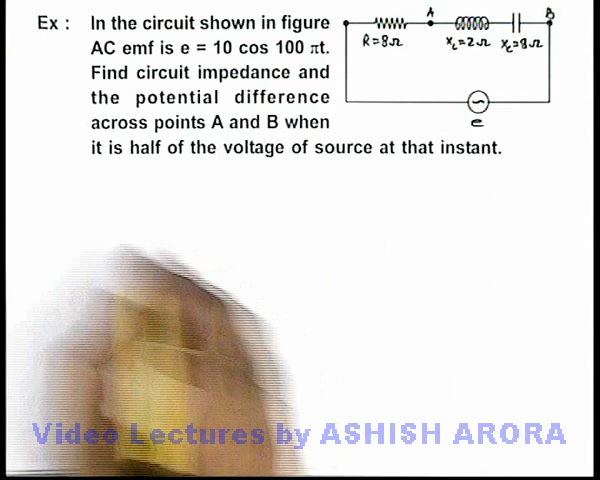 Ex : In the circuit shown in figure
AC emf is e = 10 cos 100 πt.
Find circuit impedance and
the potential difference
across points A and B when
it is half of the voltage of source at that instant.
A B
R=8Ω X_L=2Ω X_C=8Ω
e
Video Lectures by ASHISH ARORA